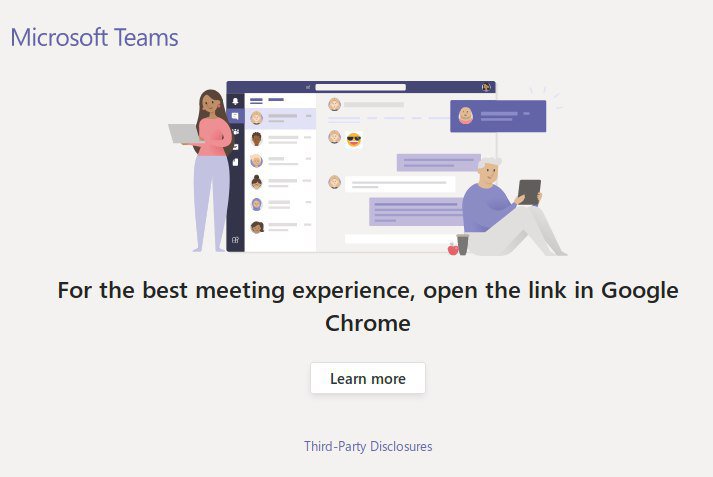 Microsoft Teams
For the best meeting experience, open the link in Google
Chrome
Learn more
Third-Party Disclosures